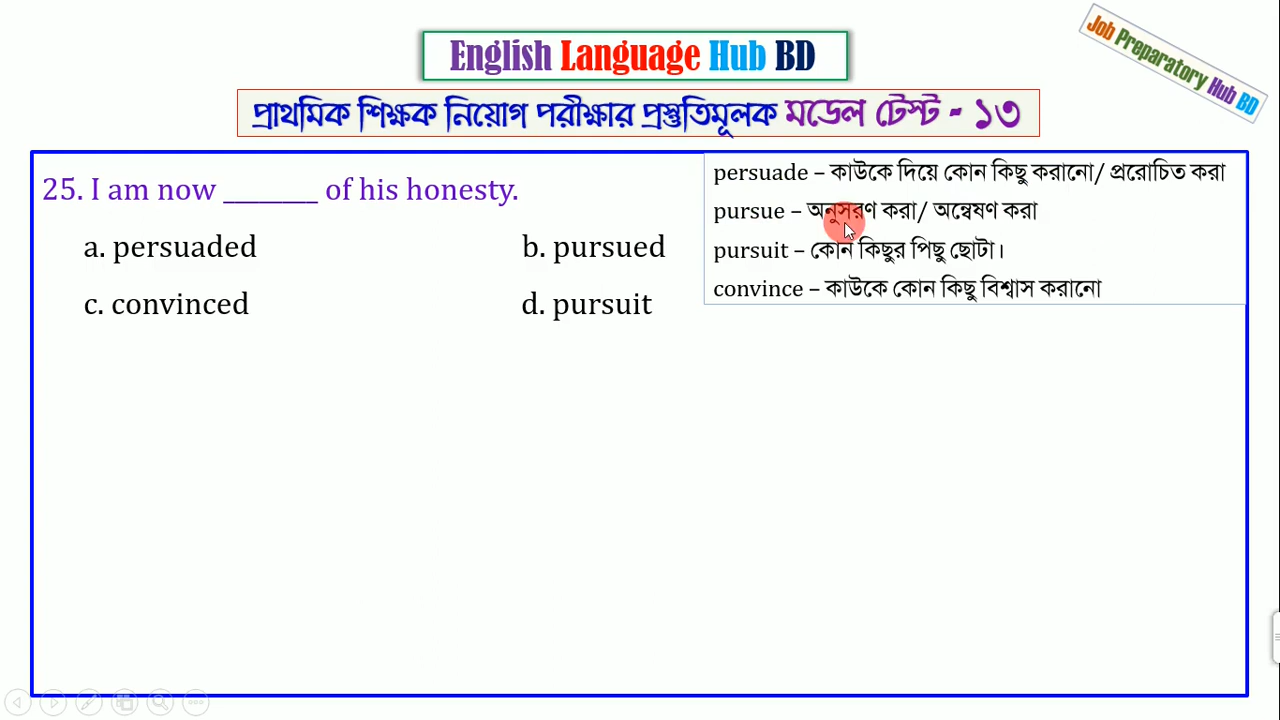 English Language Hub BD
Job Preparatory Hub BD
প্রাথমিক শিক্ষক নিয়োগ পরীক্ষার প্রস্তুতিমূলক মডেল টেস্ট - ১৩
25. I am now ________ of his honesty.
a. persuaded
b. pursued
c. convinced
d. pursuit
persuade – কাউকে দিয়ে কোন কিছু করানো/ প্ররোচিত করা
pursue – অনুসরণ করা/ অন্বেষণ করা
pursuit – কোন কিছুর পিছু ছোটা।
convince – কাউকে কোন কিছু বিশ্বাস করানো